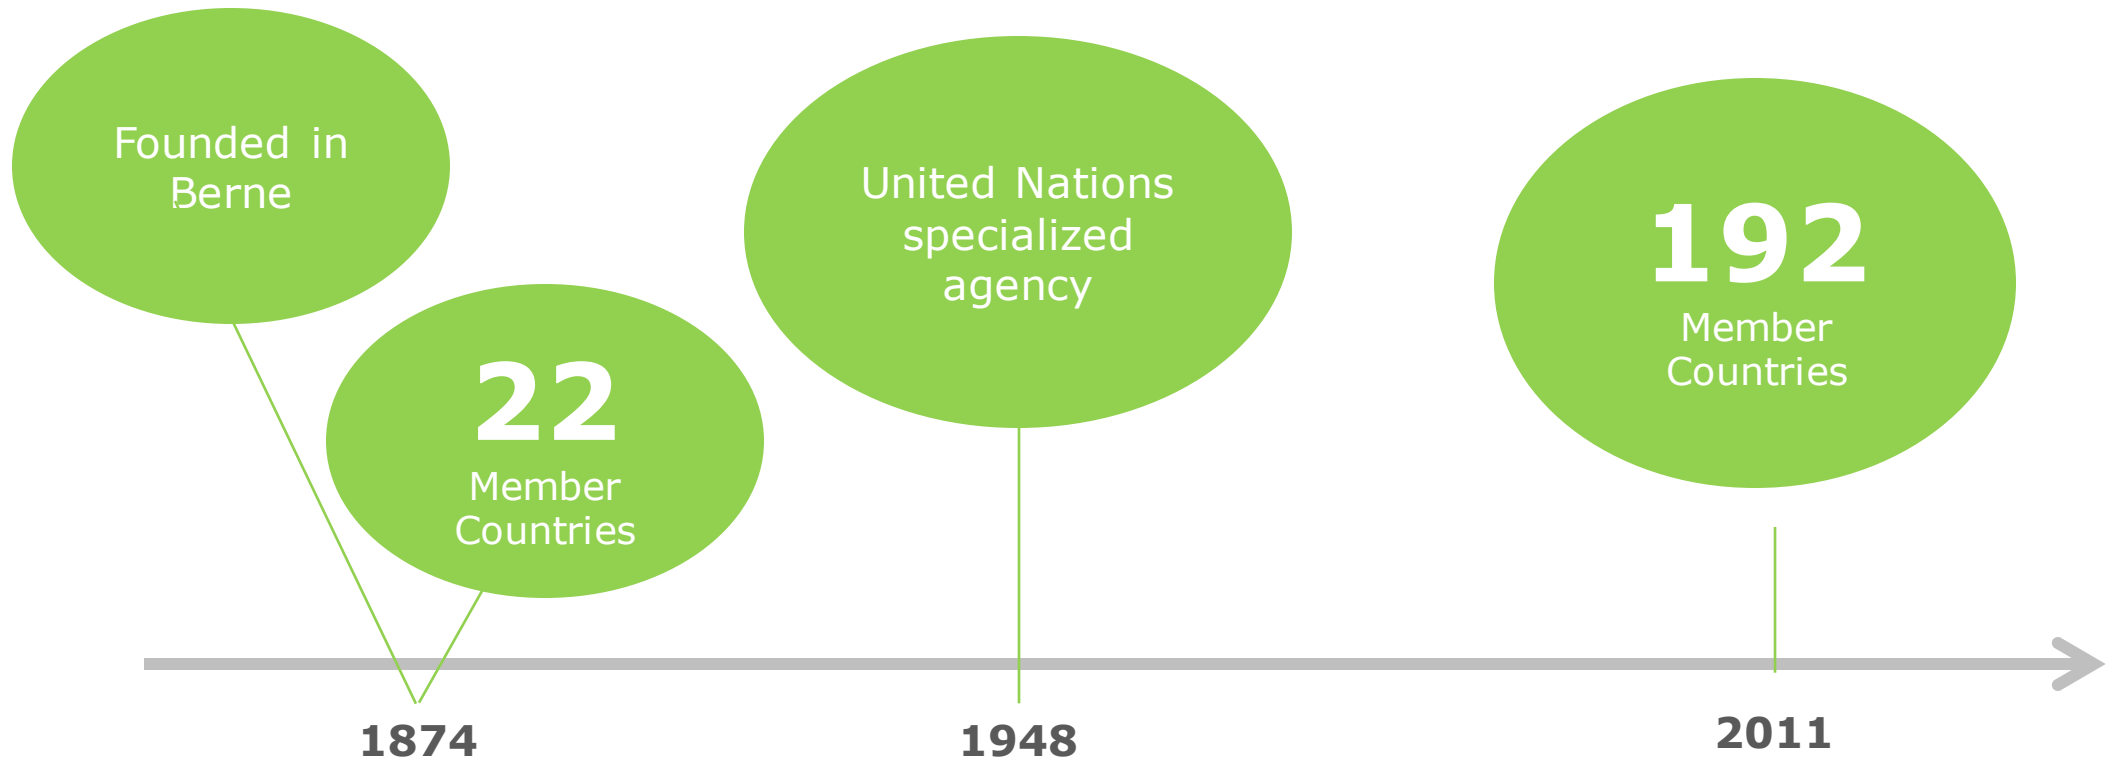 Founded in
Berne
22
Member
Countries
United Nations
specialized
agency
192
Member
Countries
1874
1948
2011